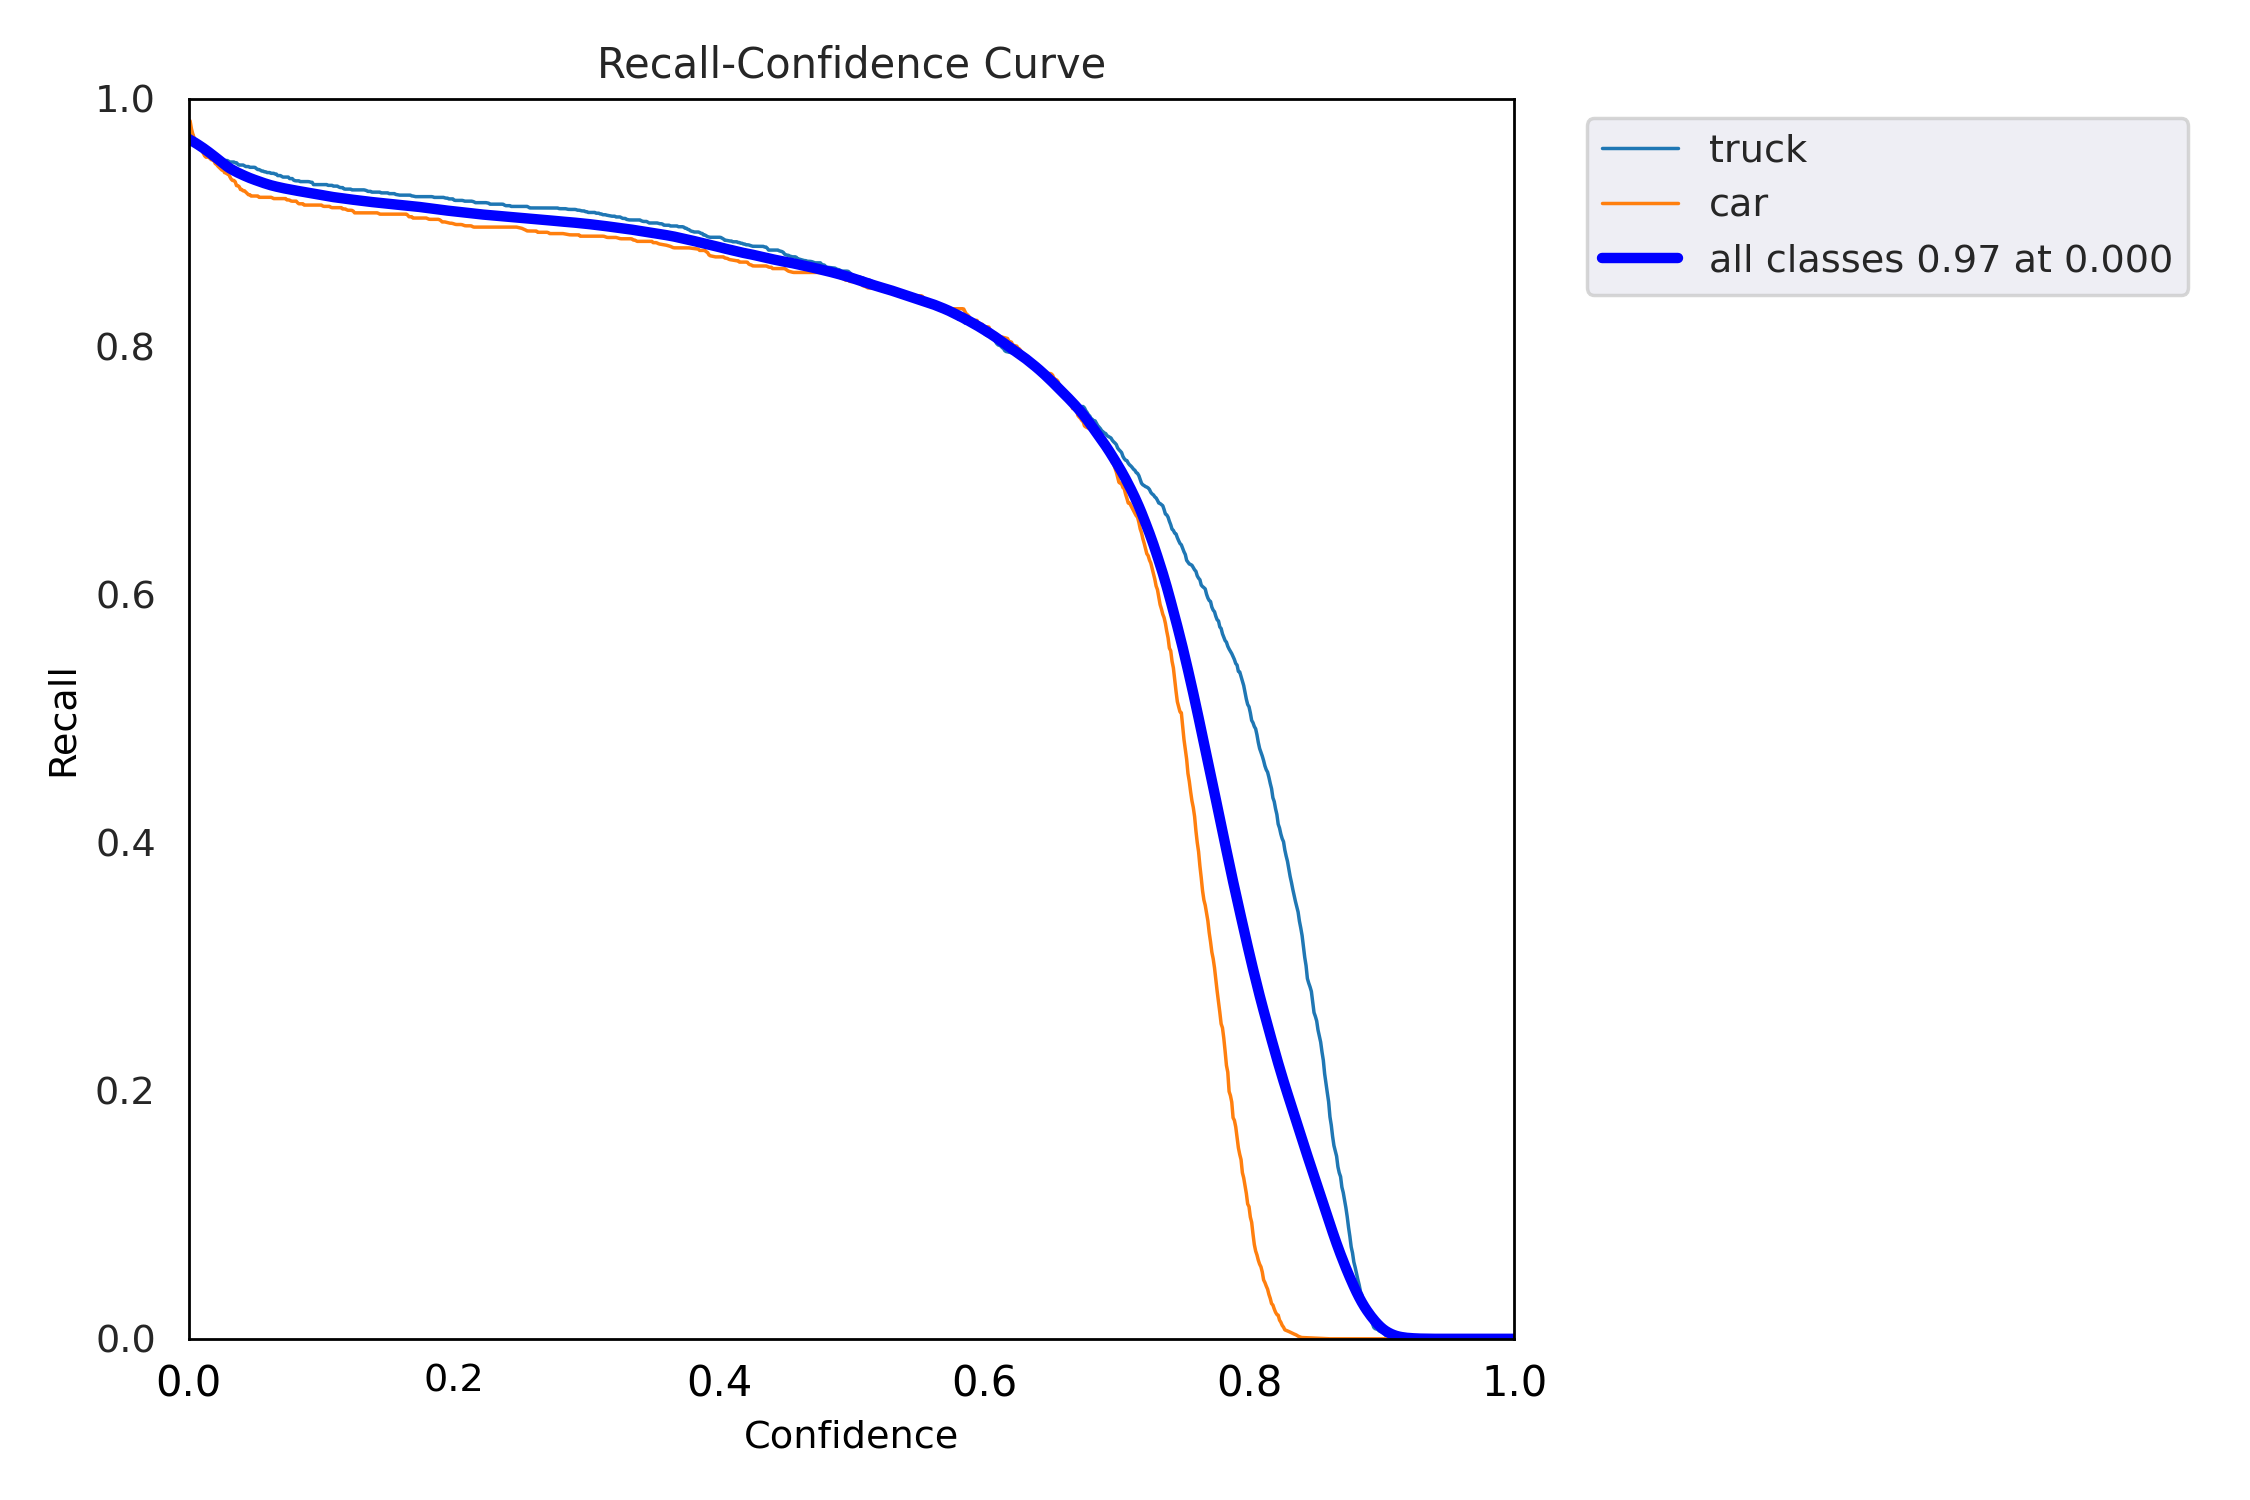 Recall-Confidence Curve
1.0
0.8
0.6
0.4
0.2
0.0
Recall
0.0 0.2 0.4 0.6 0.8 1.0
Confidence
truck
car
all classes 0.97 at 0.000